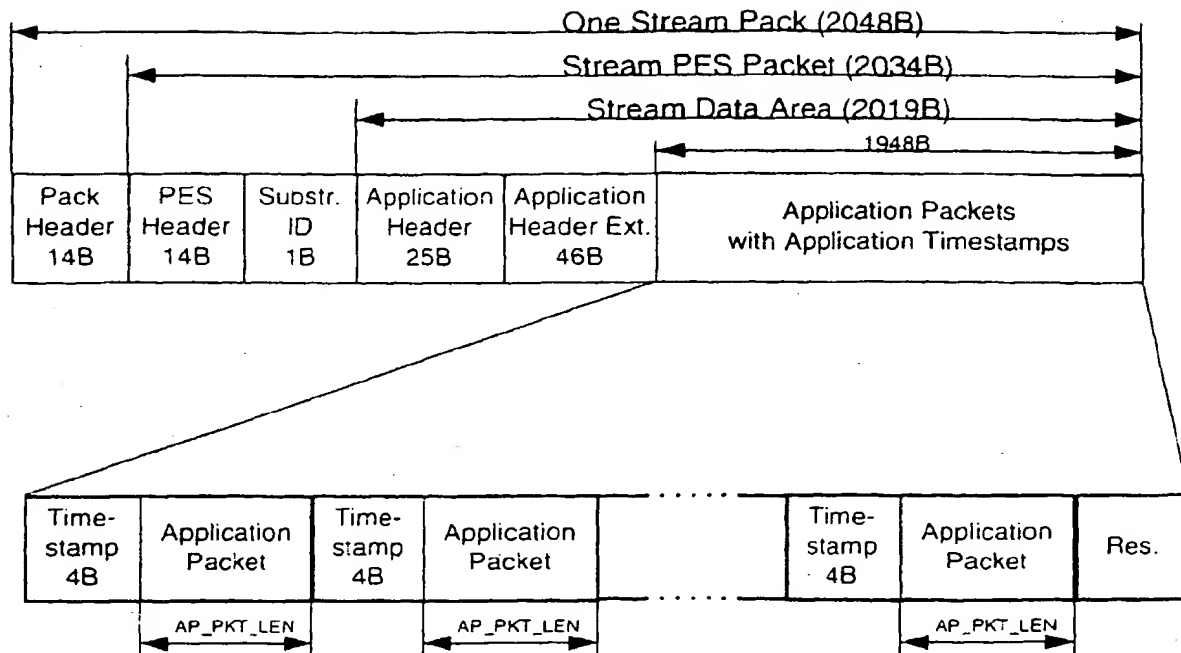 One Stream Pack (2048B)
Stream PES Packet (2034B)
Stream Data Area (2019B)
1948B
Pack Header 14B
PES Header 14B
Substr. ID 1B
Application Header 25B
Application Header Ext. 46B
Application Packets with Application Timestamps
Time-
stamp
4B
Application
Packet
Time-
stamp
4B
Application
Packet
Time-
stamp
4B
Application
Packet
Res.
AP_PKT_LEN
AP_PKT_LEN
AP_PKT_LEN